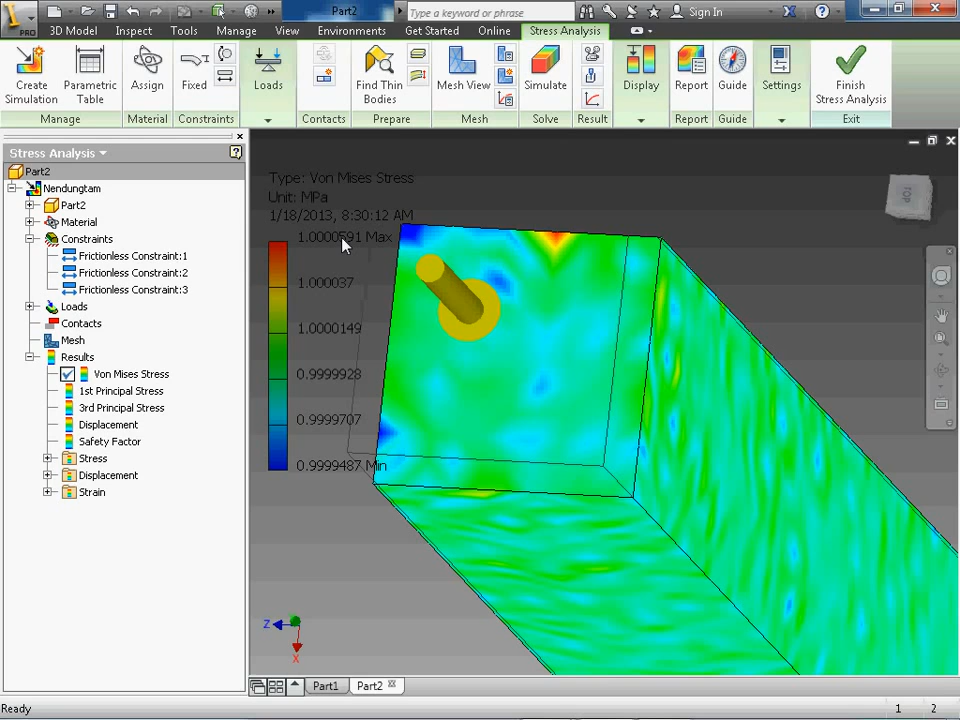 Part2
Type a keyword or phrase
Sign In
PRO
3D Model Inspect Tools Manage View Environments Get Started Online Stress Analysis
Create Simulation
Parametric Table
Assign
Fixed
Loads
Find Thin Bodies
Mesh View
Simulate
Display
Report
Guide
Settings
Finish Stress Analysis
Manage Material Constraints Contacts Prepare Mesh Solve Result Report Guide Exit
Stress Analysis
Part2
Nendungtam
Part2
Material
Constraints
Frictionless Constraint:1
Frictionless Constraint:2
Frictionless Constraint:3
Loads
Contacts
Mesh
Results
Von Mises Stress
1st Principal Stress
3rd Principal Stress
Displacement
Safety Factor
Stress
Displacement
Strain
Type: Von Mises Stress
Unit: MPa
1/18/2013, 8:30:12 AM
1.0000591 Max
1.000037
1.0000149
0.9999928
0.9999707
0.9999487 Min
TOP
Z
X
Part1 Part2
Ready 1 2